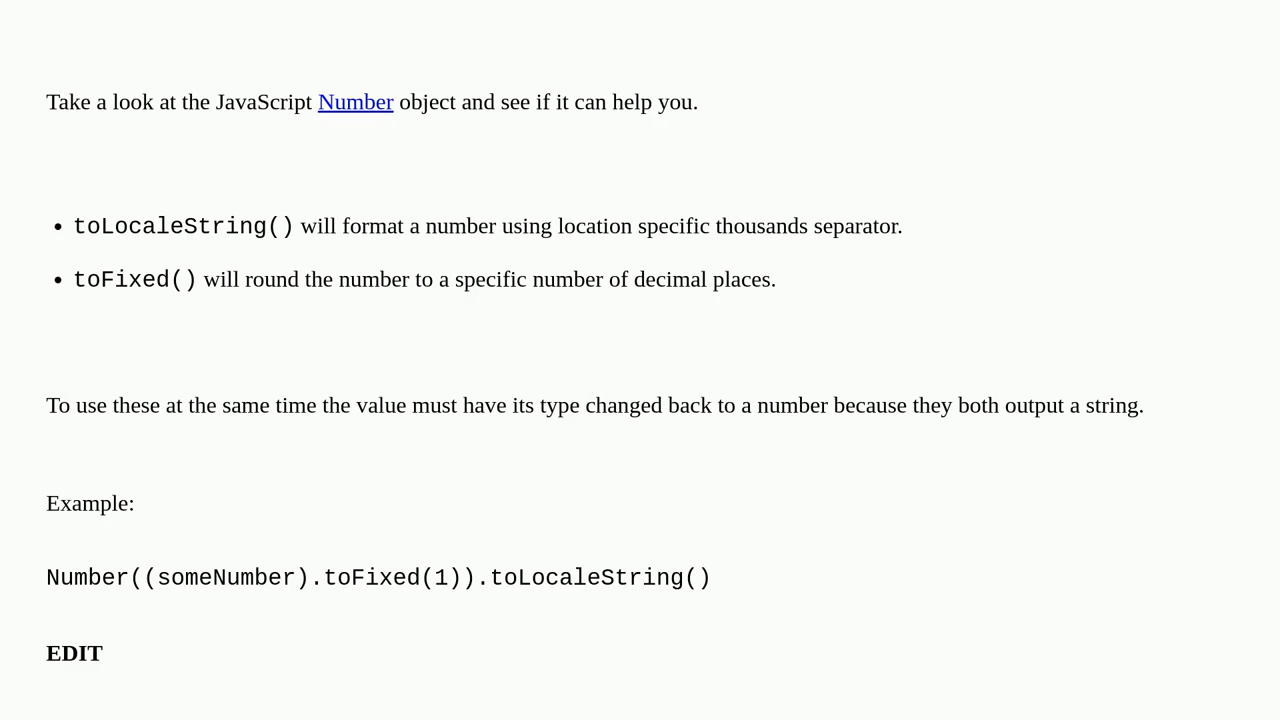 Take a look at the JavaScript Number object and see if it can help you.
• toLocaleString() will format a number using location specific thousands separator.
• toFixed() will round the number to a specific number of decimal places.
To use these at the same time the value must have its type changed back to a number because they both output a string.
Example:
Number((someNumber).toFixed(1)).toLocaleString()
EDIT